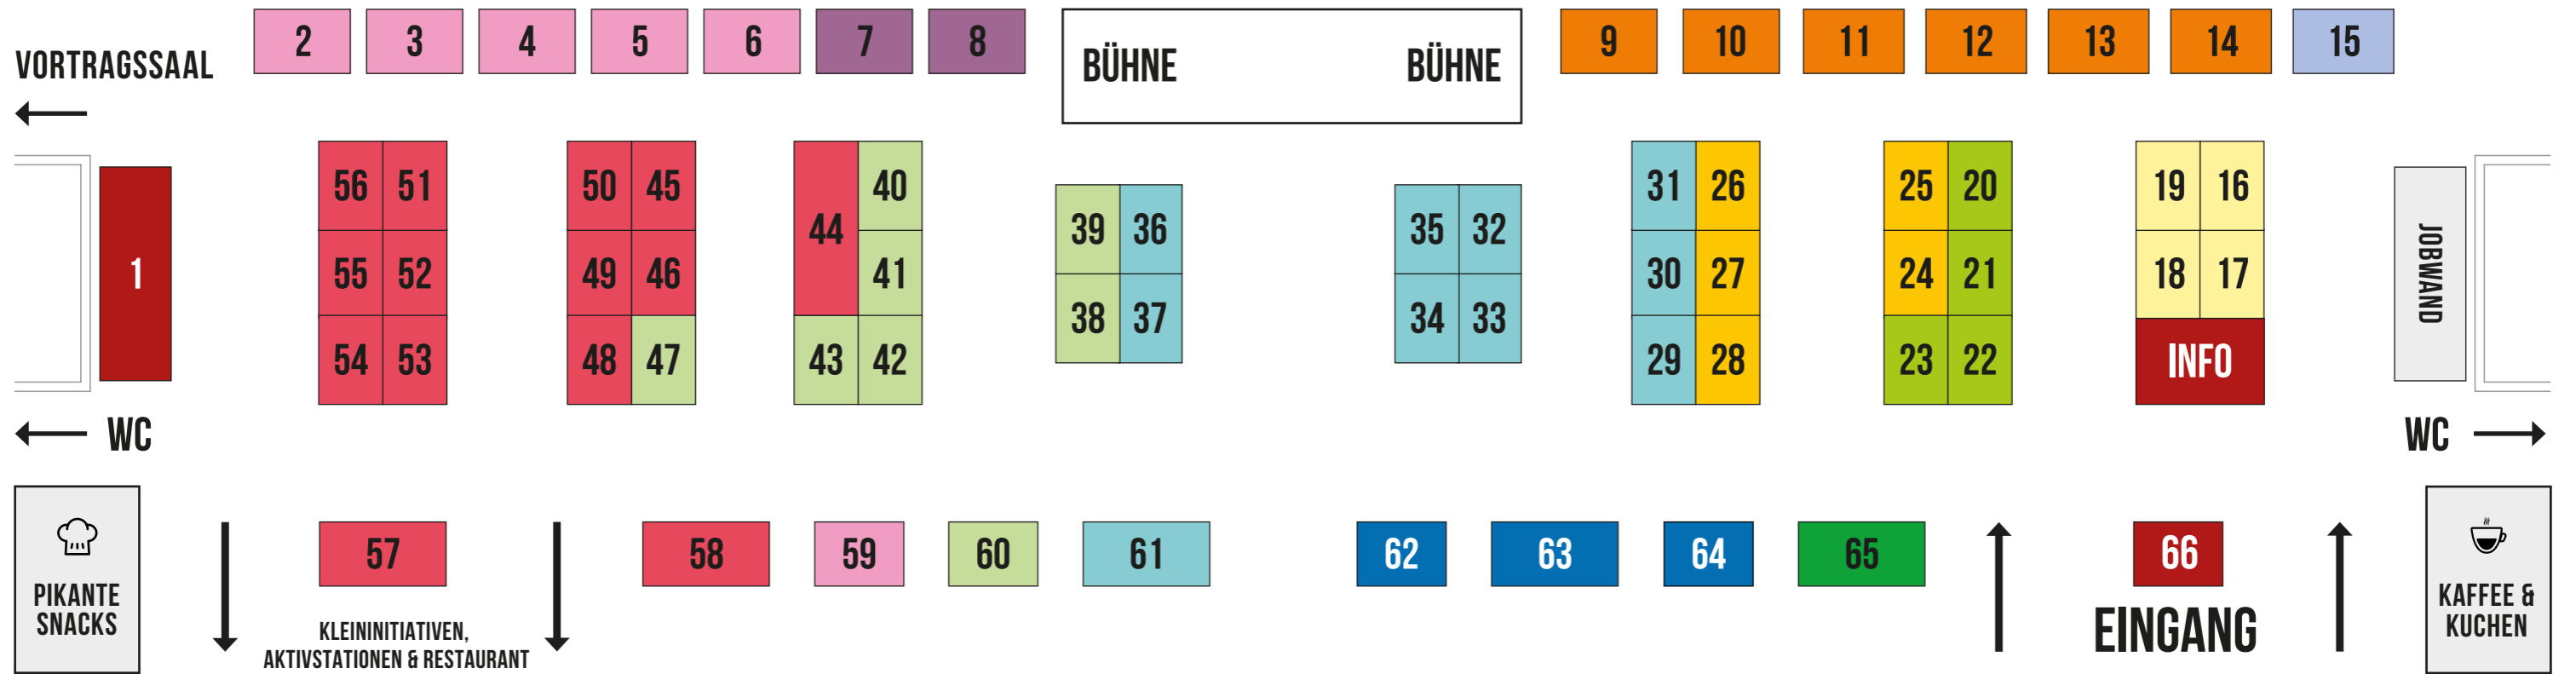 2 3 4 5 6 7 8 BÜHNE BÜHNE 9 10 11 12 13 14 15
VORTRAGSSAAL
56 51 50 45 44 40 39 36 35 32 31 26 25 20 19 16
1 55 52 49 46 41 38 37 34 33 30 27 24 21 18 17 JOBWAND
54 53 48 47 43 42 29 28 23 22 INFO
WC WC
57 58 59 60 61 62 63 64 65 66
PIKANTE
SNACKS
KLEININITIATIVEN,
AKTIVSTATIONEN & RESTAURANT
EINGANG
KAFFEE &
KUCHEN